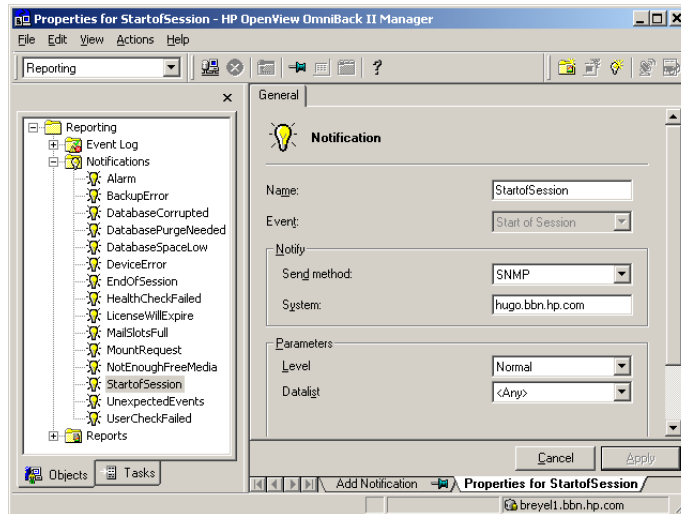 Properties for StartofSession - HP OpenView OmniBack II Manager
File Edit View Actions Help
Reporting
?
Reporting
Event Log
Notifications
Alarm
BackupError
DatabaseCorrupted
DatabasePurgeNeeded
DatabaseSpaceLow
DeviceError
EndOfSession
HealthCheckFailed
LicenseWillExpire
MailSlotsFull
MountRequest
NotEnoughFreeMedia
StartofSession
UnexpectedEvents
UserCheckFailed
Reports
Objects Tasks
General
Notification
Name: StartofSession
Event: Start of Session
Notify
Send method: SNMP
System: hugo.bbn.hp.com
Parameters
Level Normal
Datalist <Any>
Cancel Apply
Add Notification Properties for StartofSession
breyel1.bbn.hp.com